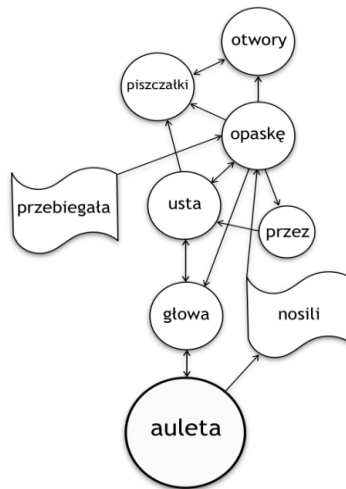 otwory
piszczałki
opaskę
przebiegała
usta
przez
głowa
nosili
auleta